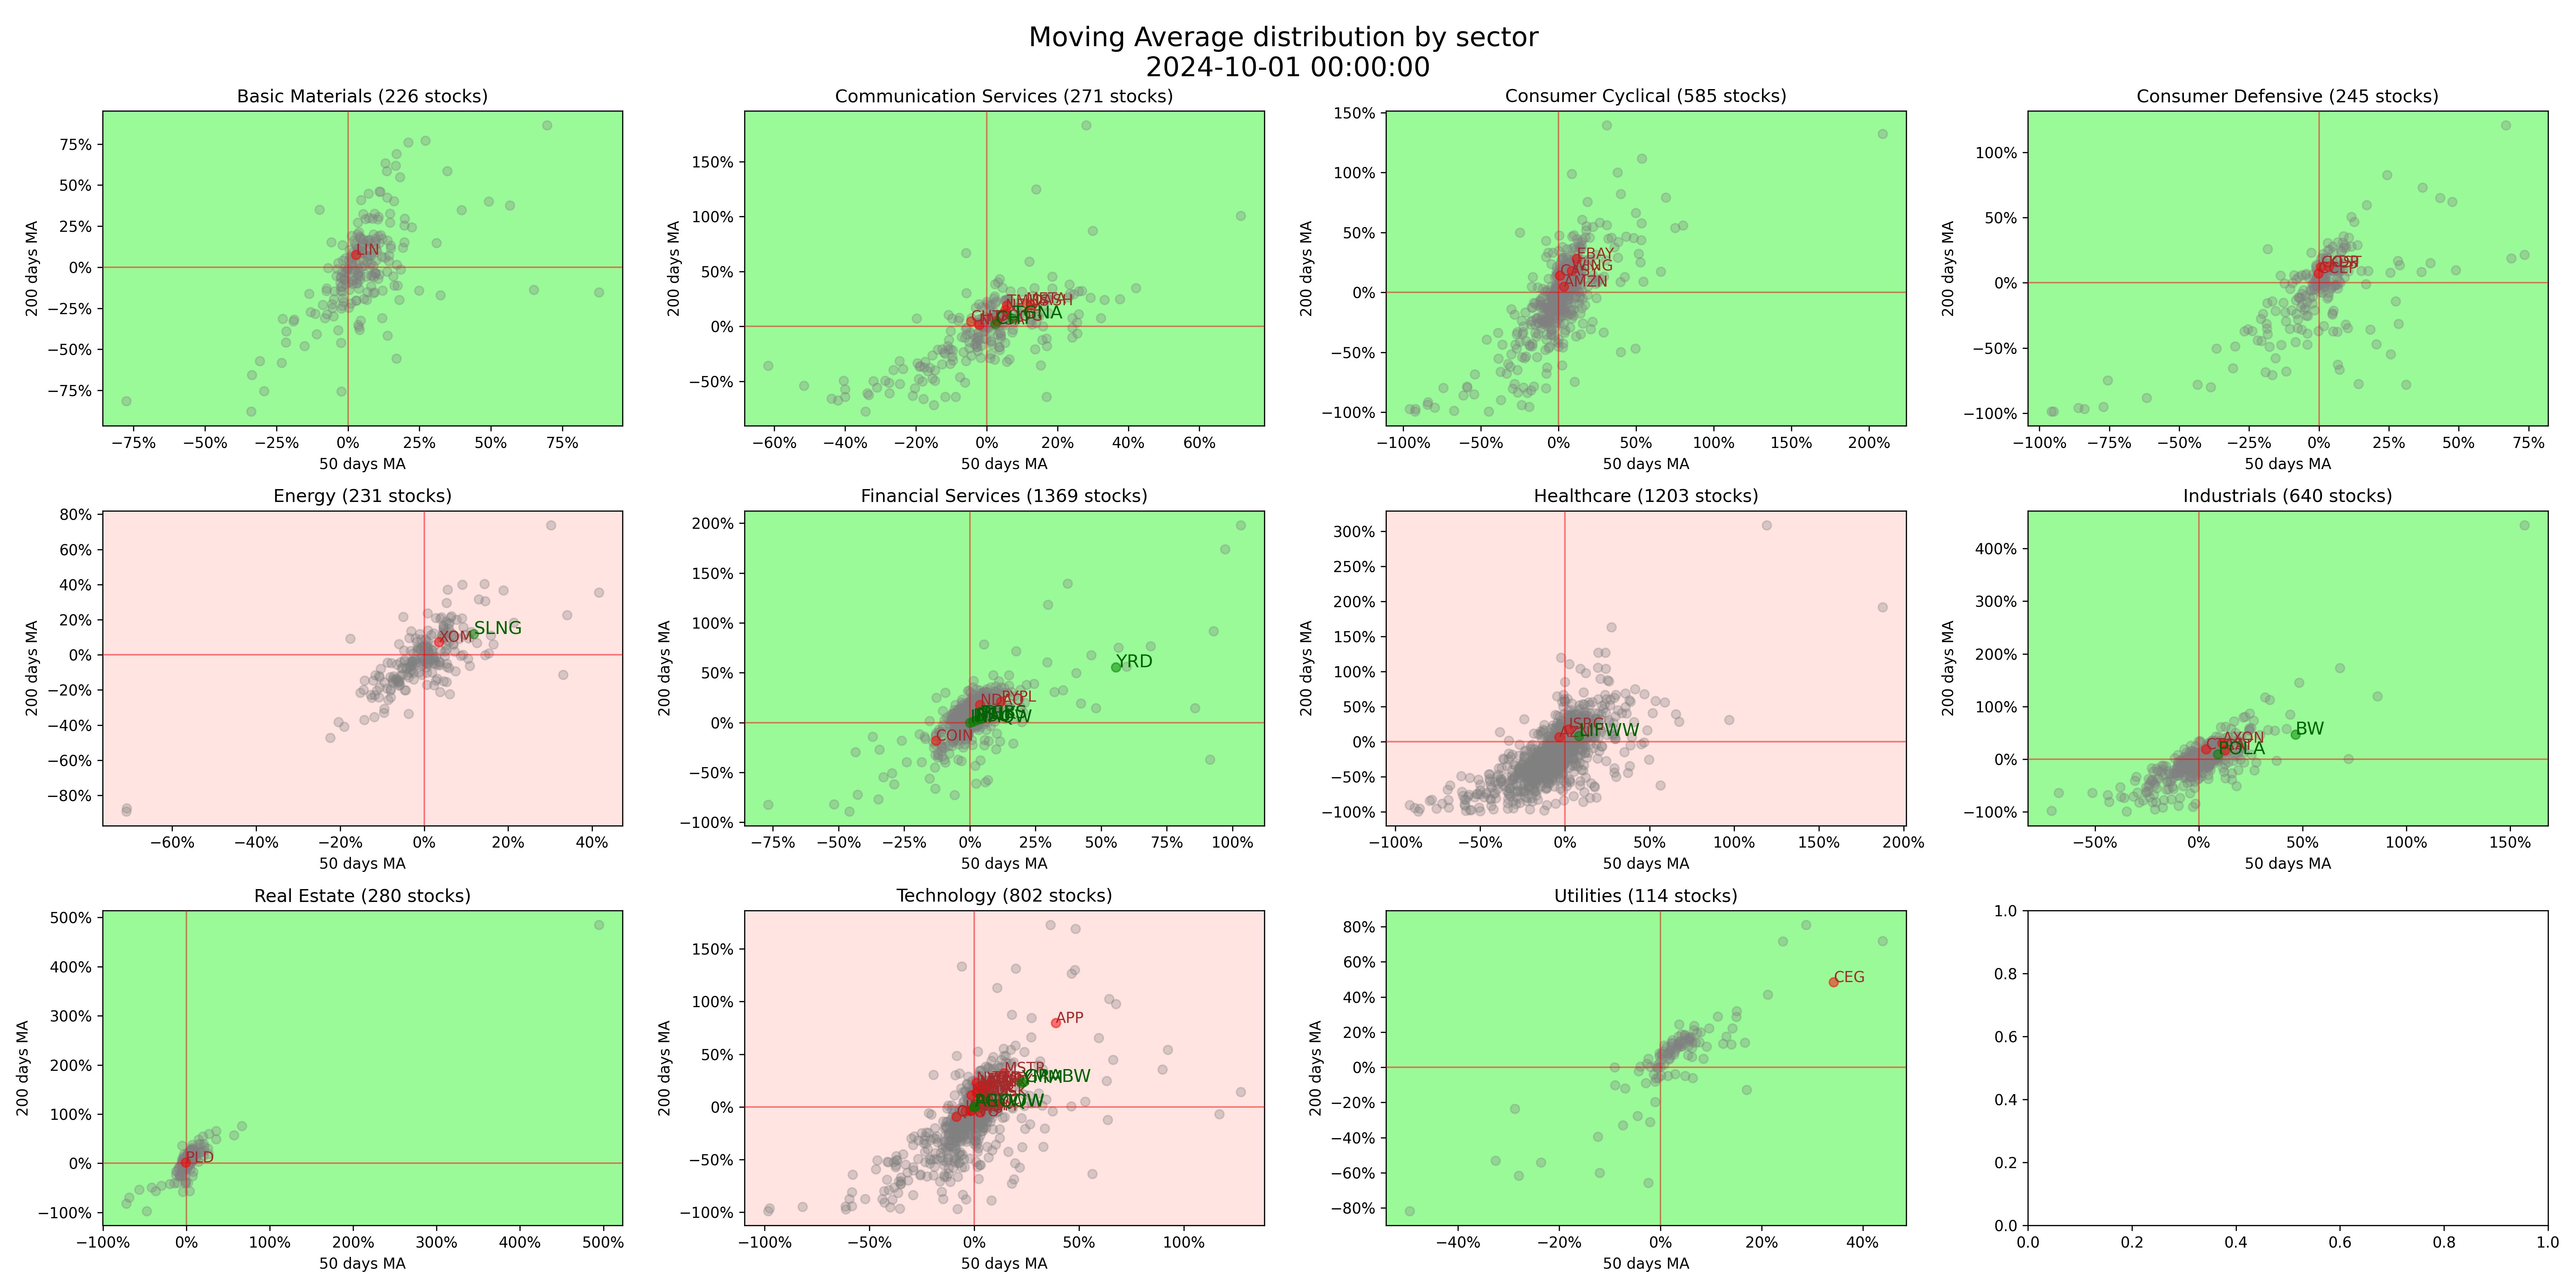 Moving Average distribution by sector
2024-10-01 00:00:00
Basic Materials (226 stocks)
75%
50%
25%
0%
−25%
−50%
−75%
200 days MA
LIN
−75%
−50%
−25%
0%
25%
50%
75%
50 days MA
Communication Services (271 stocks)
150%
100%
50%
0%
−50%
200 days MA
META
TGNA
−60%
−40%
−20%
0%
20%
40%
60%
50 days MA
Consumer Cyclical (585 stocks)
150%
100%
50%
0%
−50%
−100%
200 days MA
EBAY
WING
CASY
AMZN
−100%
−50%
0%
50%
100%
150%
200%
50 days MA
Consumer Defensive (245 stocks)
100%
50%
0%
−50%
−100%
200 days MA
−100%
−75%
−50%
−25%
0%
25%
50%
75%
50 days MA
Energy (231 stocks)
80%
60%
40%
20%
0%
−20%
−40%
−60%
−80%
200 days MA
XOM
SLNG
−60%
−40%
−20%
0%
20%
40%
50 days MA
Financial Services (1369 stocks)
200%
150%
100%
50%
0%
−50%
−100%
200 days MA
YRD
NDAQ
PYPL
COIN
−75%
−50%
−25%
0%
25%
50%
75%
100%
50 days MA
Healthcare (1203 stocks)
300%
250%
200%
150%
100%
50%
0%
−50%
−100%
200 days MA
ISRG
LIFWW
−100%
−50%
0%
50%
100%
150%
200%
50 days MA
Industrials (640 stocks)
400%
300%
200%
100%
0%
−100%
200 days MA
BW
AXON
POLA
−50%
0%
50%
100%
150%
50 days MA
Real Estate (280 stocks)
500%
400%
300%
200%
100%
0%
−100%
200 days MA
PLD
−100%
0%
100%
200%
300%
400%
500%
50 days MA
Technology (802 stocks)
150%
100%
50%
0%
−50%
−100%
200 days MA
APP
MSTR
−100%
−50%
0%
50%
100%
50 days MA
Utilities (114 stocks)
80%
60%
40%
20%
0%
−20%
−40%
−60%
−80%
200 days MA
CEG
−40%
−20%
0%
20%
40%
50 days MA
1.0
0.8
0.6
0.4
0.2
0.0
0.0
0.2
0.4
0.6
0.8
1.0